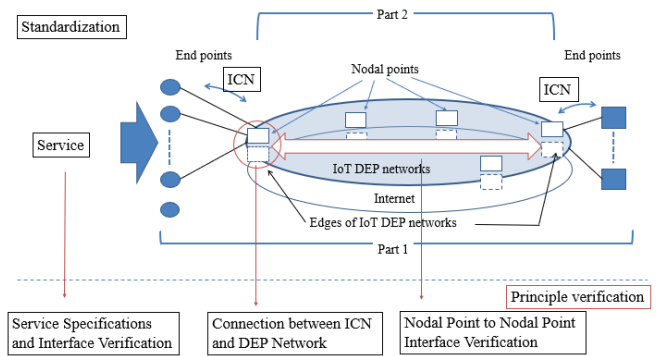 Standardization
Part 2
End points
End points
Nodal points
ICN
ICN
Service
IoT DEP networks
Internet
Edges of IoT DEP networks
Part 1
Principle verification
Service Specifications
and Interface Verification
Connection between ICN
and DEP Network
Nodal Point to Nodal Point
Interface Verification